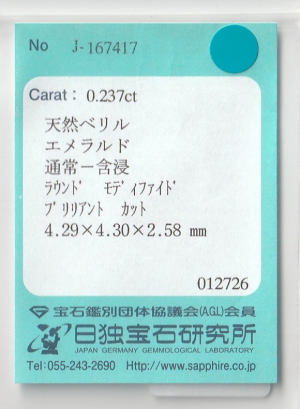 No J-167417
Carat: 0.237ct
天然ベリル
エメラルド
通常－含浸
ﾗｳﾝﾄﾞ ﾓﾃﾞｨﾌｧｲﾄﾞ
ﾌﾞﾘﾘｱﾝﾄ ｶｯﾄ
4.29×4.30×2.58 mm
012726
宝石鑑別団体協議会(AGL)会員
日独宝石研究所
JAPAN GERMANY GEMMOLOGICAL LABORATORY
Tel:055-243-2690 http://www.sapphire.co.jp